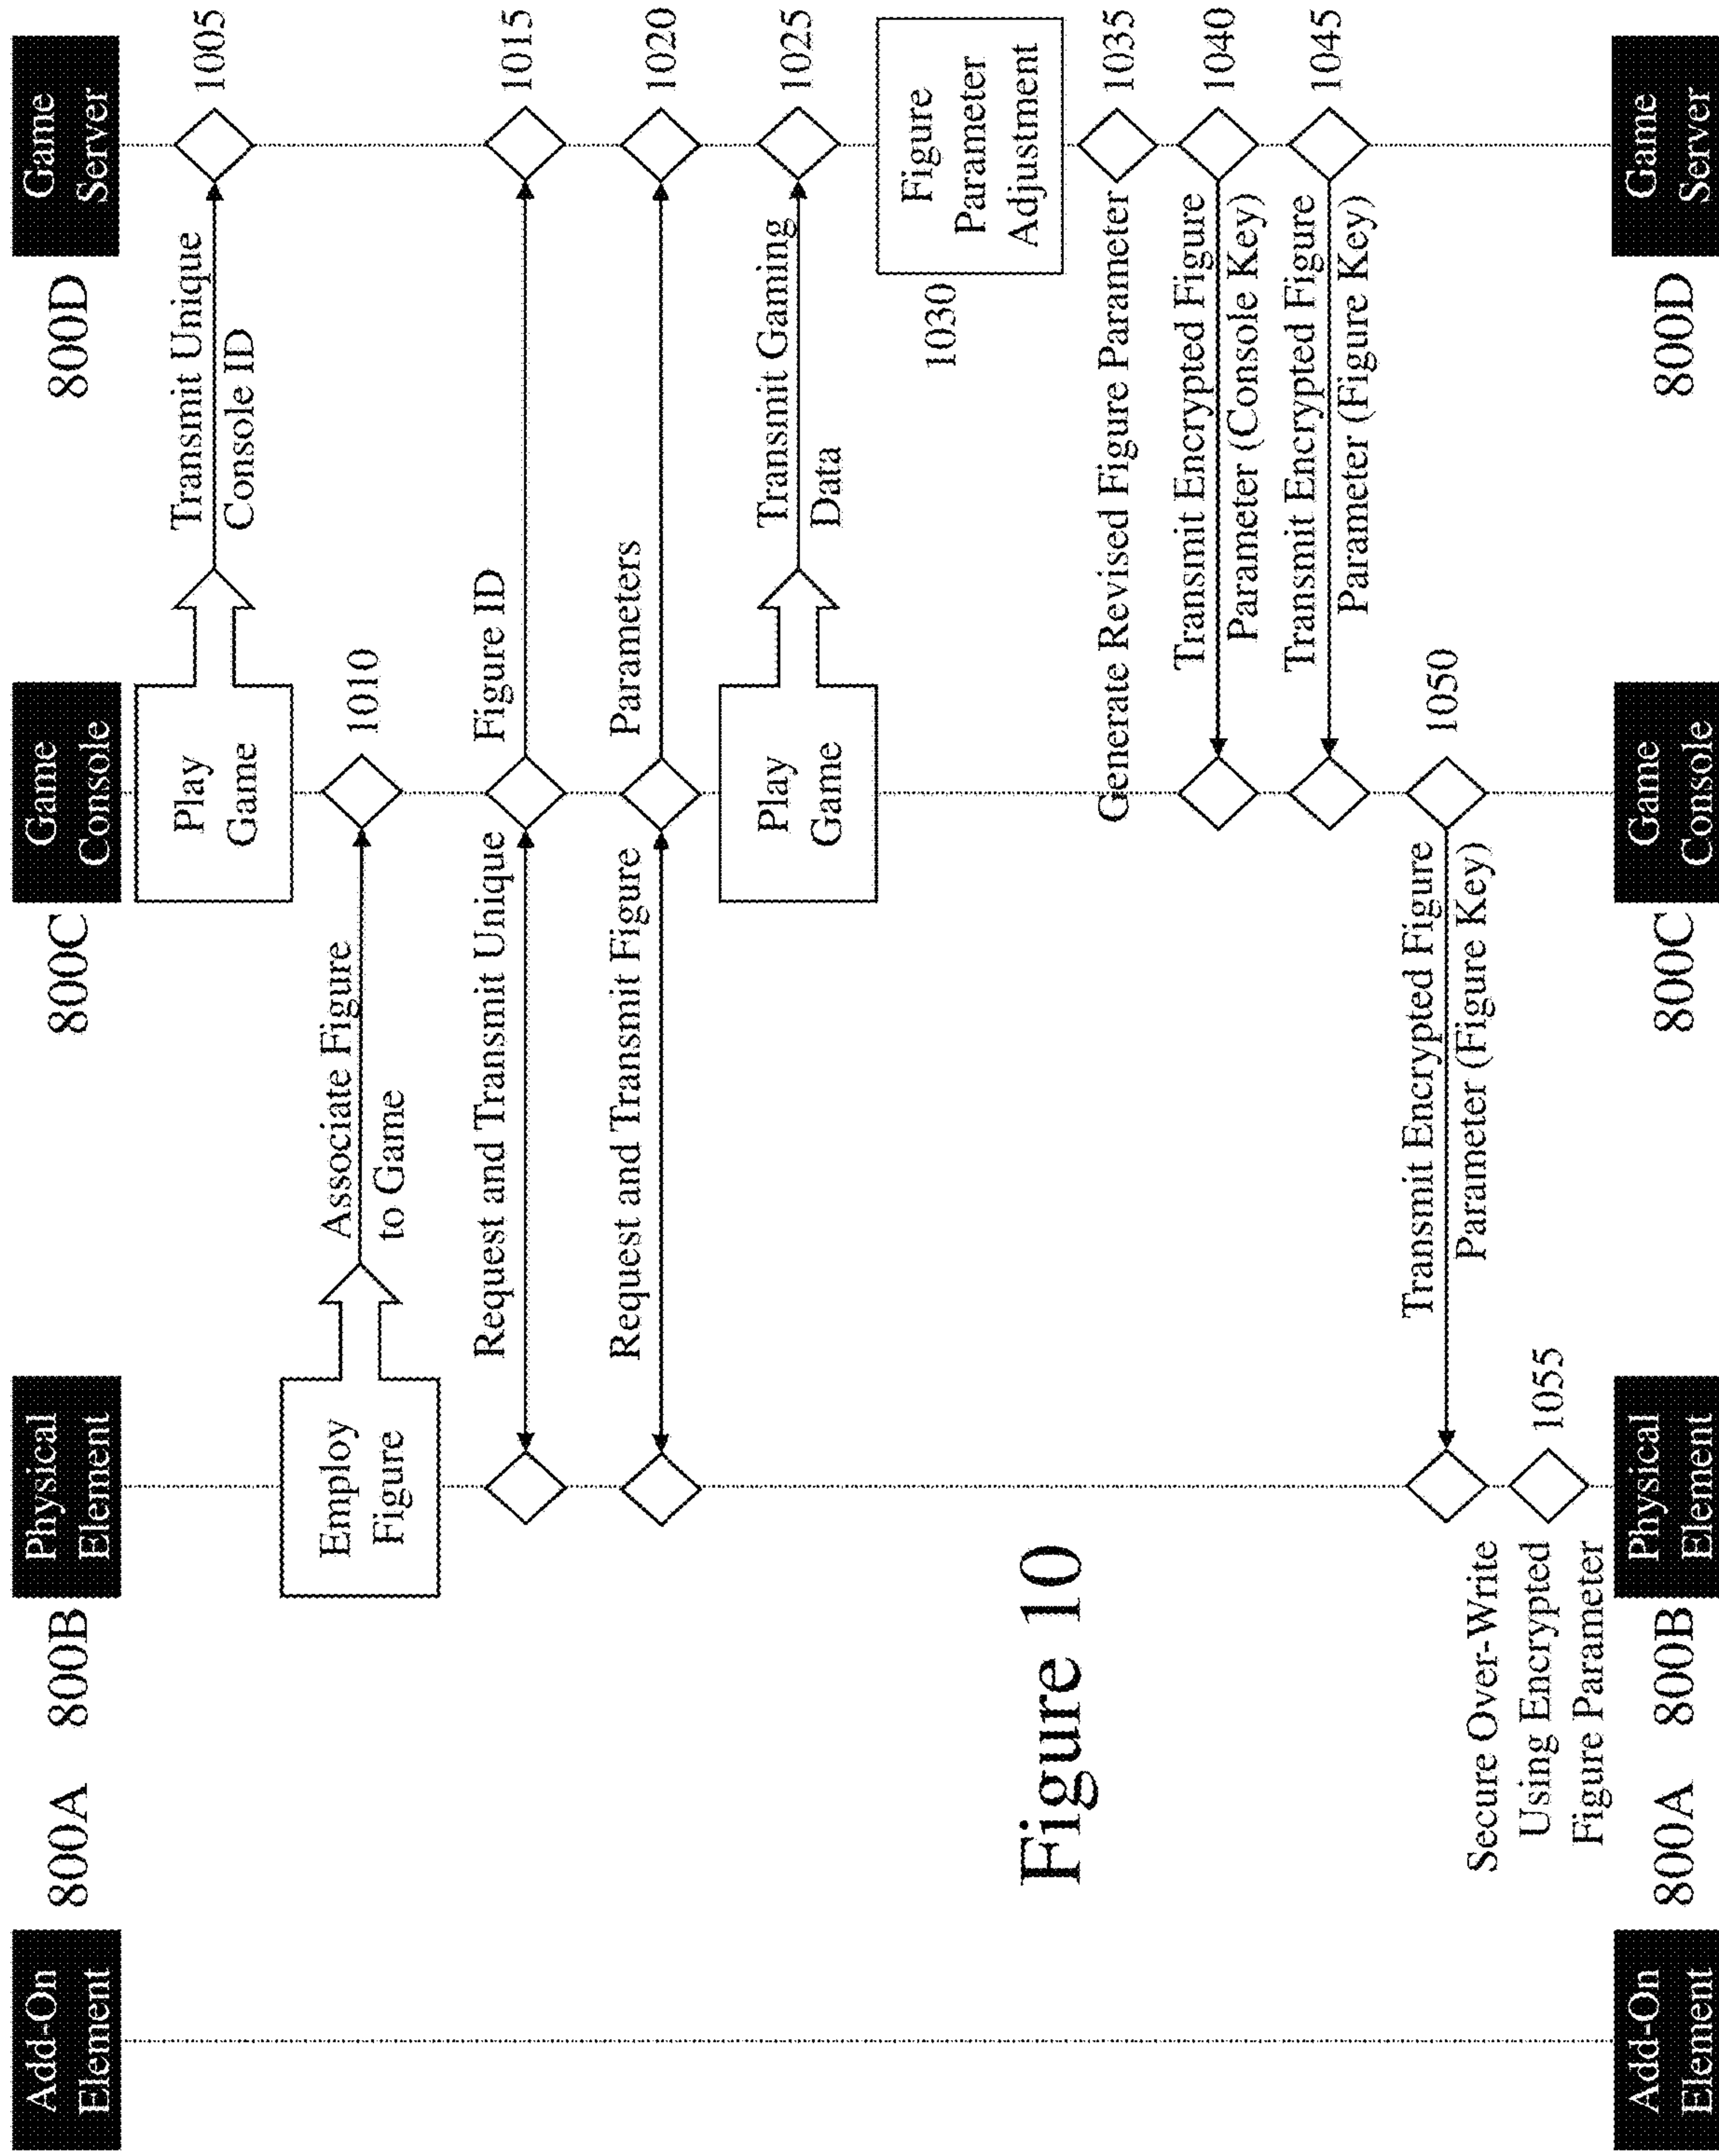 Add-On
Element
800A
800B
Physical
Element
800C
Game
Console
800D
Game
Server
Play
Game
Transmit Unique
Console ID
1005
Employ
Figure
Associate Figure
to Game
1010
Request and Transmit Unique
Figure ID
1015
Request and Transmit Figure
Parameters
1020
Play
Game
Transmit Gaming
Data
1025
1030
Figure
Parameter
Adjustment
Generate Revised Figure Parameter
1035
Transmit Encrypted Figure
Parameter (Console Key)
1040
Transmit Encrypted Figure
Parameter (Figure Key)
1045
Transmit Encrypted Figure
Parameter (Figure Key)
1050
Secure Over-Write
Using Encrypted
Figure Parameter
1055
Figure 10
Add-On
Element
800A
800B
Physical
Element
800C
Game
Console
800D
Game
Server